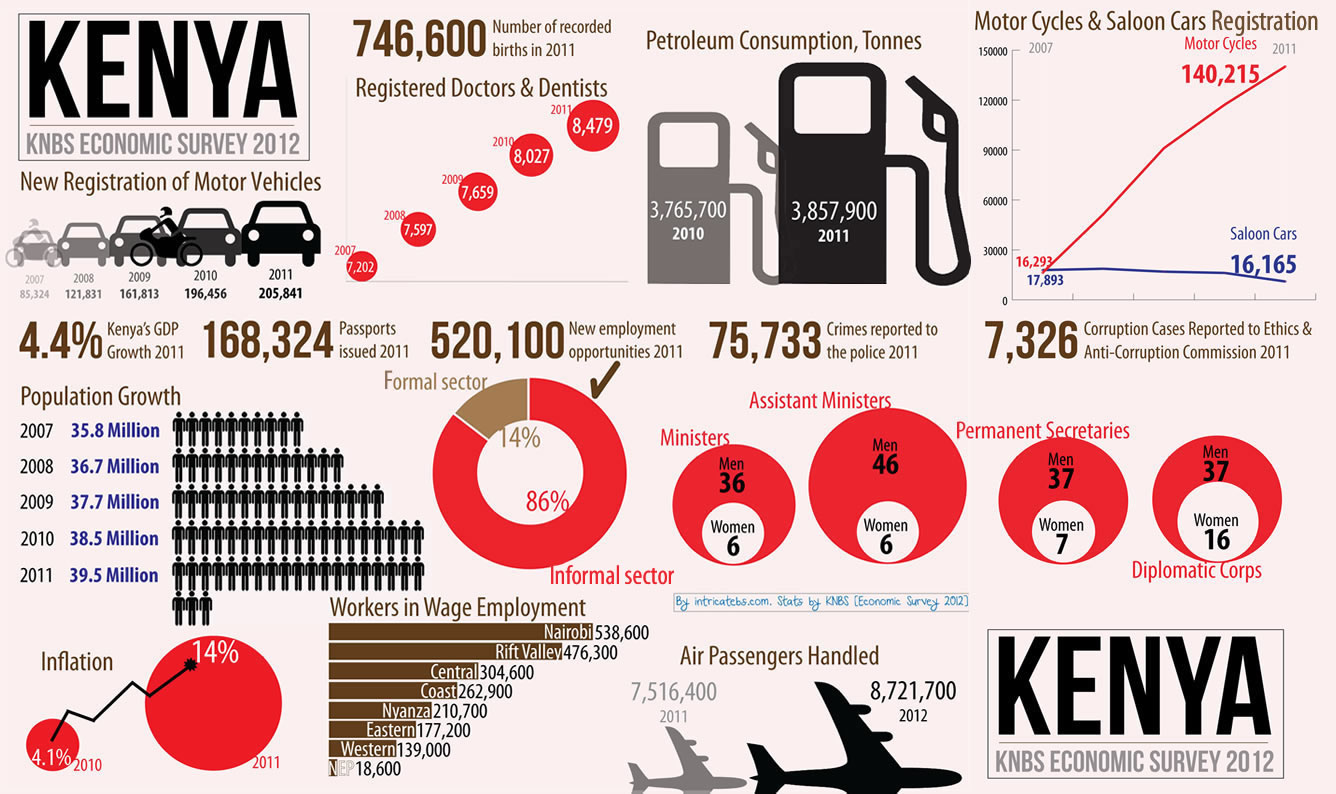 KENYA
KNBS ECONOMIC SURVEY 2012
New Registration of Motor Vehicles
2007
85,324
2008
121,831
2009
161,813
2010
196,456
2011
205,841
746,600
Number of recorded
births in 2011
Registered Doctors & Dentists
2011
8,479
2010
8,027
2009
7,659
2008
7,597
2007
7,202
Petroleum Consumption, Tonnes
3,765,700
2010
3,857,900
2011
Motor Cycles & Saloon Cars Registration
2007
Motor Cycles
2011
140,215
150000
120000
90000
60000
30000
0
Saloon Cars
16,165
16,293
17,893
4.4%
Kenya's GDP
Growth 2011
168,324
Passports
issued 2011
520,100
New employment
opportunities 2011
75,733
Crimes reported to
the police 2011
7,326
Corruption Cases Reported to Ethics &
Anti-Corruption Commission 2011
Population Growth
2007 35.8 Million
2008 36.7 Million
2009 37.7 Million
2010 38.5 Million
2011 39.5 Million
Formal sector
14%
86%
Informal sector
Ministers
Men
36
Women
6
Assistant Ministers
Men
46
Women
6
Permanent Secretaries
Men
37
Women
7
Men
37
Women
16
Diplomatic Corps
By intricatebs.com. Stats by KNBS [Economic Survey 2012]
Inflation
14%
4.1%
2010
2011
Workers in Wage Employment
Nairobi 538,600
Rift Valley 476,300
Central 304,600
Coast 262,900
Nyanza 210,700
Eastern 177,200
Western 139,000
NEP 18,600
Air Passengers Handled
7,516,400
2011
8,721,700
2012
KENYA
KNBS ECONOMIC SURVEY 2012